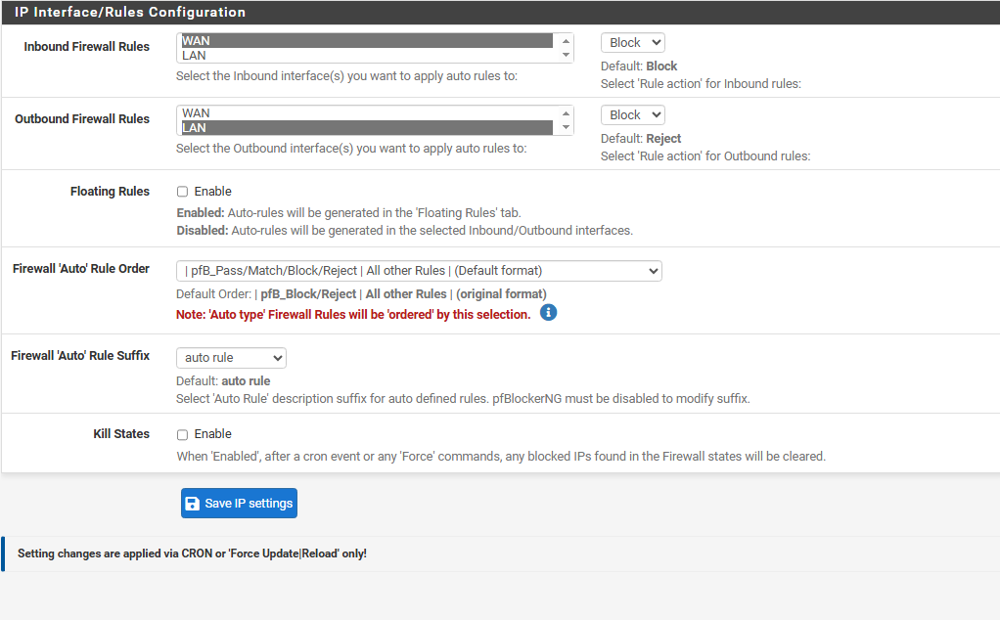 IP Interface/Rules Configuration
Inbound Firewall Rules
WAN
LAN
Select the Inbound interface(s) you want to apply auto rules to:
Block
Default: Block
Select 'Rule action' for Inbound rules:
Outbound Firewall Rules
WAN
LAN
Select the Outbound interface(s) you want to apply auto rules to:
Block
Default: Reject
Select 'Rule action' for Outbound rules:
Floating Rules
Enable
Enabled: Auto-rules will be generated in the 'Floating Rules' tab.
Disabled: Auto-rules will be generated in the selected Inbound/Outbound interfaces.
Firewall 'Auto' Rule Order
| pfB_Pass/Match/Block/Reject | All other Rules | (Default format)
Default Order: | pfB_Block/Reject | All other Rules | (original format)
Note: 'Auto type' Firewall Rules will be 'ordered' by this selection.
Firewall 'Auto' Rule Suffix
auto rule
Default: auto rule
Select 'Auto Rule' description suffix for auto defined rules. pfBlockerNG must be disabled to modify suffix.
Kill States
Enable
When 'Enabled', after a cron event or any 'Force' commands, any blocked IPs found in the Firewall states will be cleared.
Save IP settings
Setting changes are applied via CRON or 'Force Update|Reload' only!